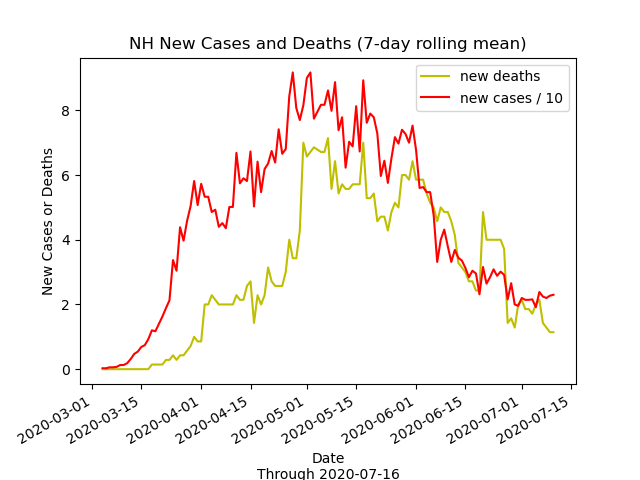 NH New Cases and Deaths (7-day rolling mean)
new deaths
new cases / 10
8
6
4
2
0
New Cases or Deaths
2020-03-01
2020-03-15
2020-04-01
2020-04-15
2020-05-01
2020-05-15
2020-06-01
2020-06-15
2020-07-01
2020-07-15
Date
Through 2020-07-16